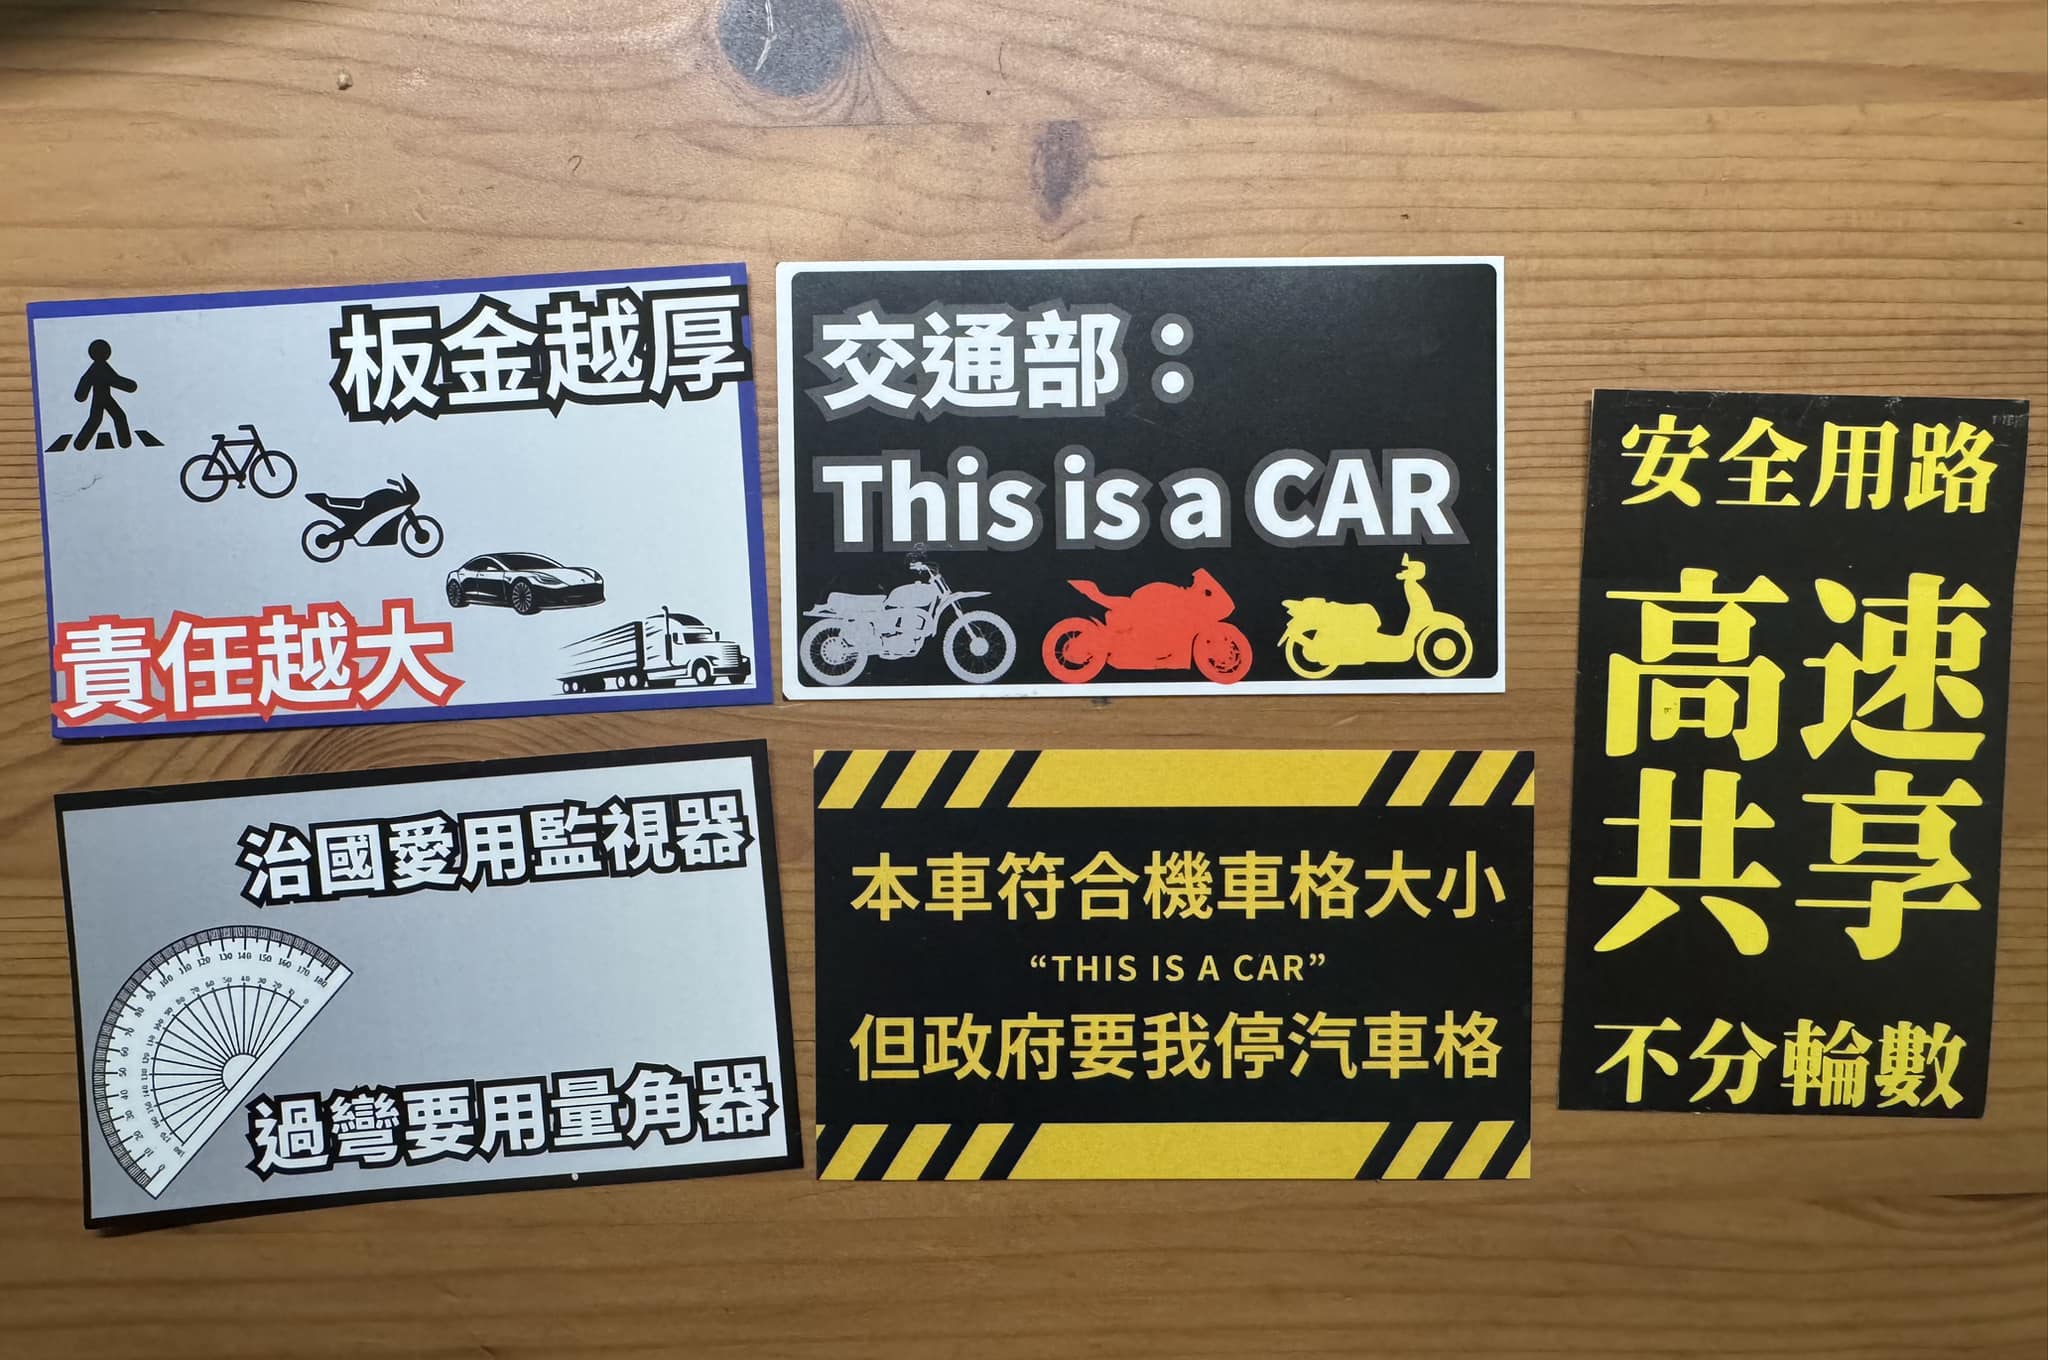 板金越厚
責任越大
交通部：
This is a CAR
治國愛用監視器
過彎要用量角器
本車符合機車格大小
“THIS IS A CAR”
但政府要我停汽車格
安全用路
高速
共享
不分輪數